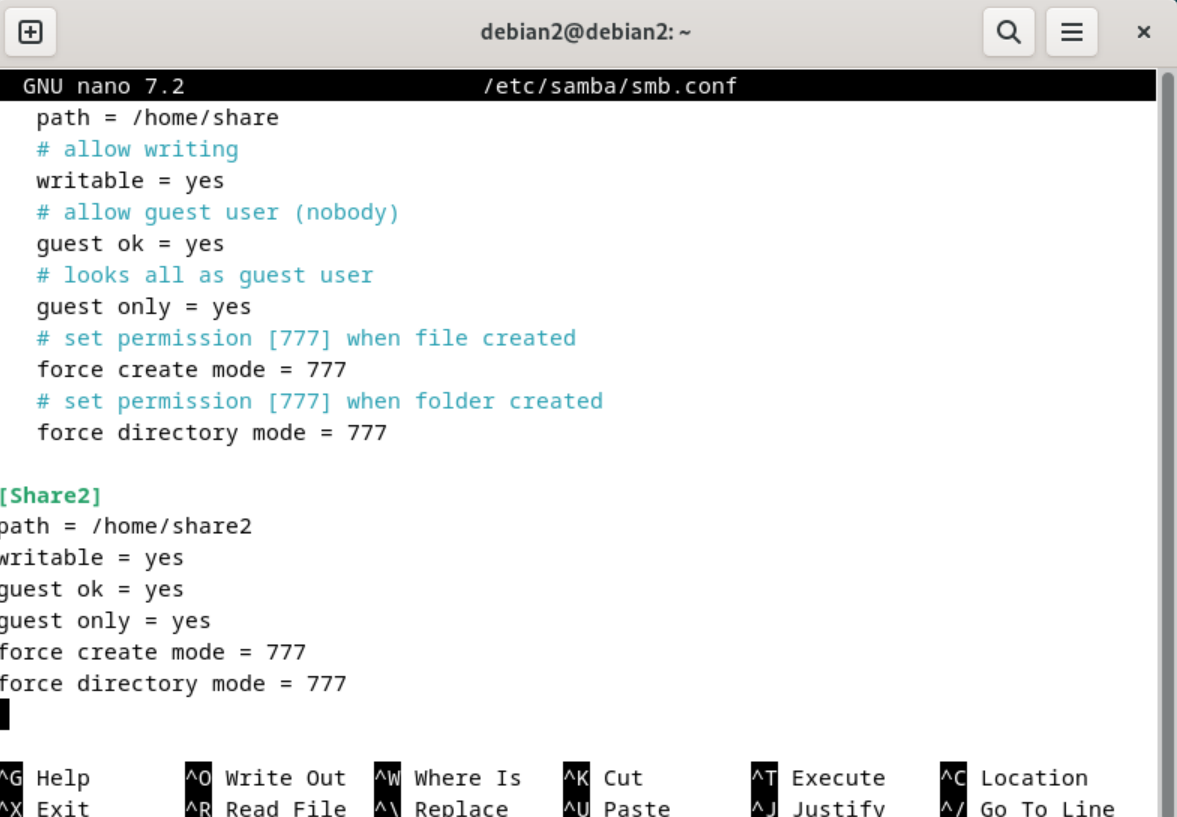 debian2@debian2: ~
GNU nano 7.2 /etc/samba/smb.conf
path = /home/share
# allow writing
writable = yes
# allow guest user (nobody)
guest ok = yes
# looks all as guest user
guest only = yes
# set permission [777] when file created
force create mode = 777
# set permission [777] when folder created
force directory mode = 777
[Share2]
path = /home/share2
writable = yes
guest ok = yes
guest only = yes
force create mode = 777
force directory mode = 777
^G Help ^O Write Out ^W Where Is ^K Cut ^T Execute ^C Location
^X Exit ^R Read File ^\ Replace ^U Paste ^J Justify ^/ Go To Line